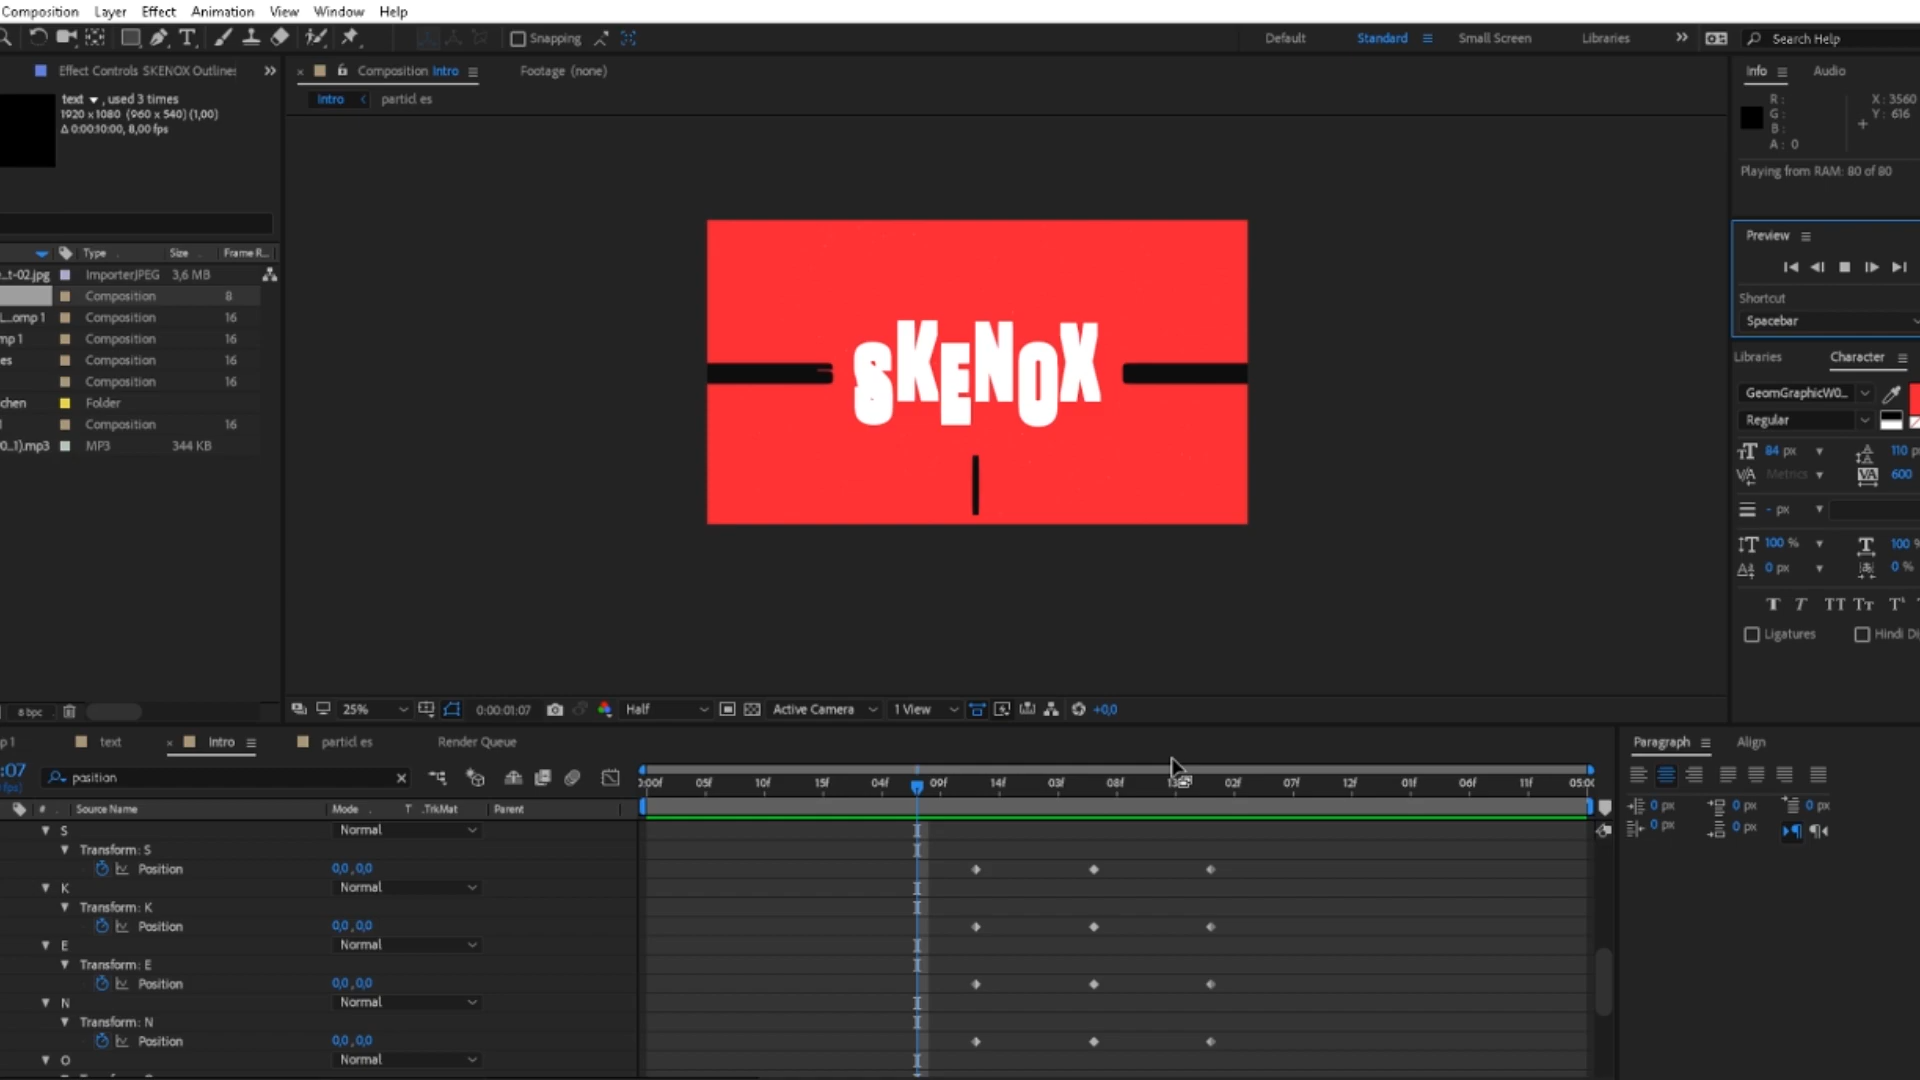 Composition Layer Effect Animation View Window Help
Snapping
Default Standard Small Screen Libraries Search Help
Effect Controls SKENOX Outlines
Composition Intro
Footage (none)
Info Audio
text , used 3 times
1920 x1080 (960 x 540) (1,00)
Δ 0:00:10:00, 8,00 fps
Intro particl es
R :
G :
B :
A : 0
X : 3560
Y : 616
Playing from RAM: 80 of 80
Preview
Shortcut
Spacebar
Type Size Frame R...
...t-02.jpg ImporterJPEG 3,6 MB
Composition 8
L...omp 1 Composition 16
mp 1 Composition 16
es Composition 16
Composition 16
chen Folder
Composition 16
0...1).mp3 MP3 344 KB
SKENOX
Libraries Character
GeomGraphicW0...
Regular
84 px 110 p
Metrics 600
- px
100 % 100 %
0 px 0 %
T T TT Tt T
Ligatures Hindi Di
8 bpc
25% 0:00:01:07 Half Active Camera 1 View +0,0
p 1 text Intro particl es Render Queue
Paragraph Align
:07
position
0:00f 05f 10f 15f 04f 09f 14f 03f 08f 13f 02f 07f 12f 01f 06f 11f 05:00
# Source Name Mode T .TrkMat Parent
0 px 0 px 0 px
0 px 0 px
S Normal
Transform: S
Position 0,0 ,0,0
K Normal
Transform: K
Position 0,0 ,0,0
E Normal
Transform: E
Position 0,0 ,0,0
N Normal
Transform: N
Position 0,0 ,0,0
O Normal